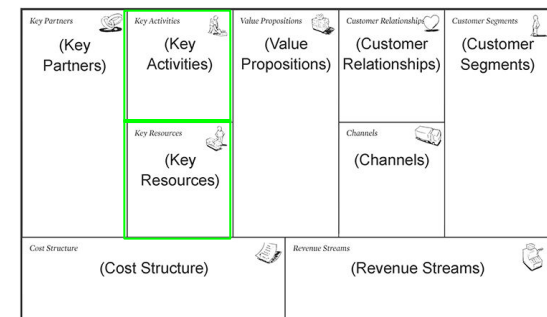 Key Partners
(Key
Partners)
Key Activities
(Key
Activities)
Key Resources
(Key
Resources)
Value Propositions
(Value
Propositions)
Customer Relationships
(Customer
Relationships)
Channels
(Channels)
Customer Segments
(Customer
Segments)
Cost Structure
(Cost Structure)
Revenue Streams
(Revenue Streams)